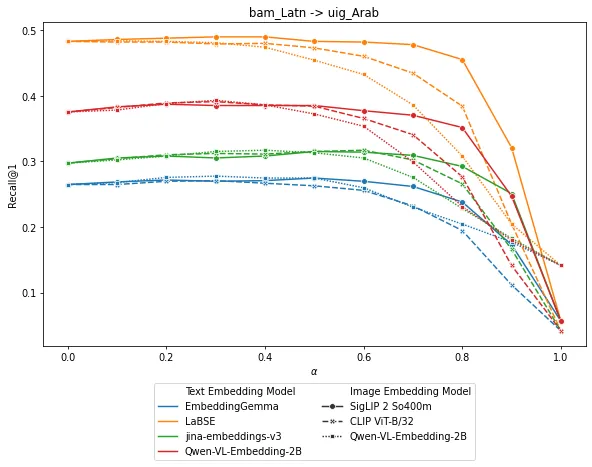 bam_Latn -> uig_Arab
Recall@1
0.5
0.4
0.3
0.2
0.1
0.0 0.2 0.4 0.6 0.8 1.0
α
Text Embedding Model Image Embedding Model
EmbeddingGemma SigLIP 2 So400m
LaBSE CLIP ViT-B/32
jina-embeddings-v3 Qwen-VL-Embedding-2B
Qwen-VL-Embedding-2B